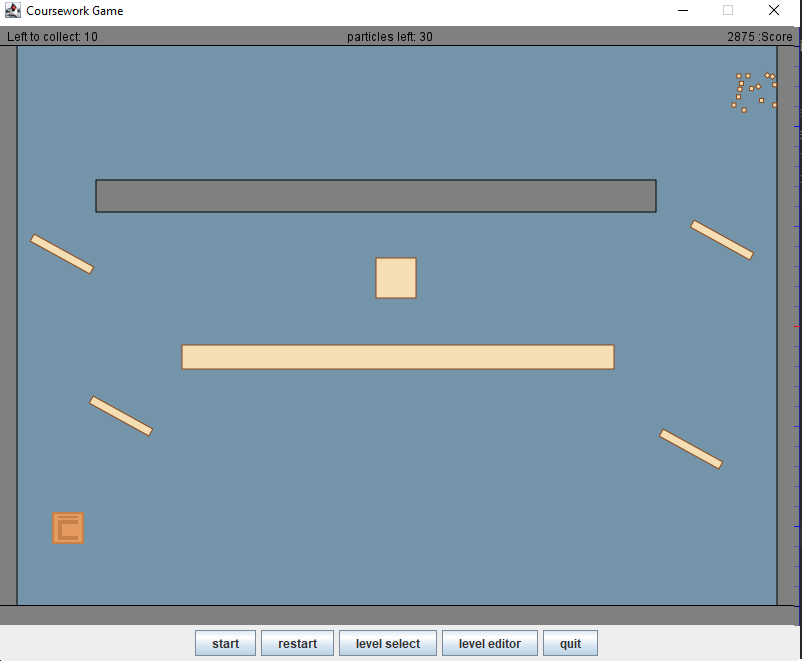 Coursework Game
Left to collect: 10 particles left: 30 2875 :Score
start restart level select level editor quit